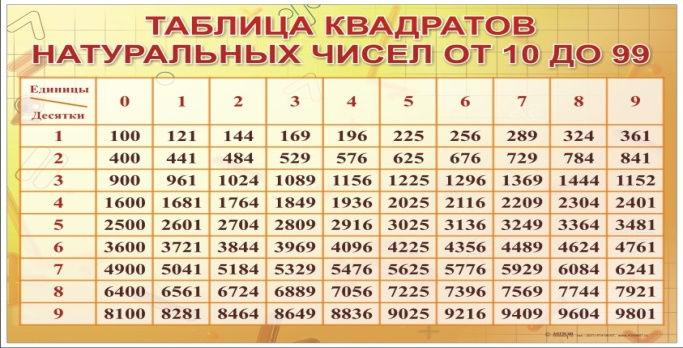 ТАБЛИЦА КВАДРАТОВ
НАТУРАЛЬНЫХ ЧИСЕЛ ОТ 10 ДО 99
Единицы
Десятки
0 1 2 3 4 5 6 7 8 9
1 100 121 144 169 196 225 256 289 324 361
2 400 441 484 529 576 625 676 729 784 841
3 900 961 1024 1089 1156 1225 1296 1369 1444 1152
4 1600 1681 1764 1849 1936 2025 2116 2209 2304 2401
5 2500 2601 2704 2809 2916 3025 3136 3249 3364 3481
6 3600 3721 3844 3969 4096 4225 4356 4489 4624 4761
7 4900 5041 5184 5329 5476 5625 5776 5929 6084 6241
8 6400 6561 6724 6889 7056 7225 7396 7569 7744 7921
9 8100 8281 8464 8649 8836 9025 9216 9409 9604 9801